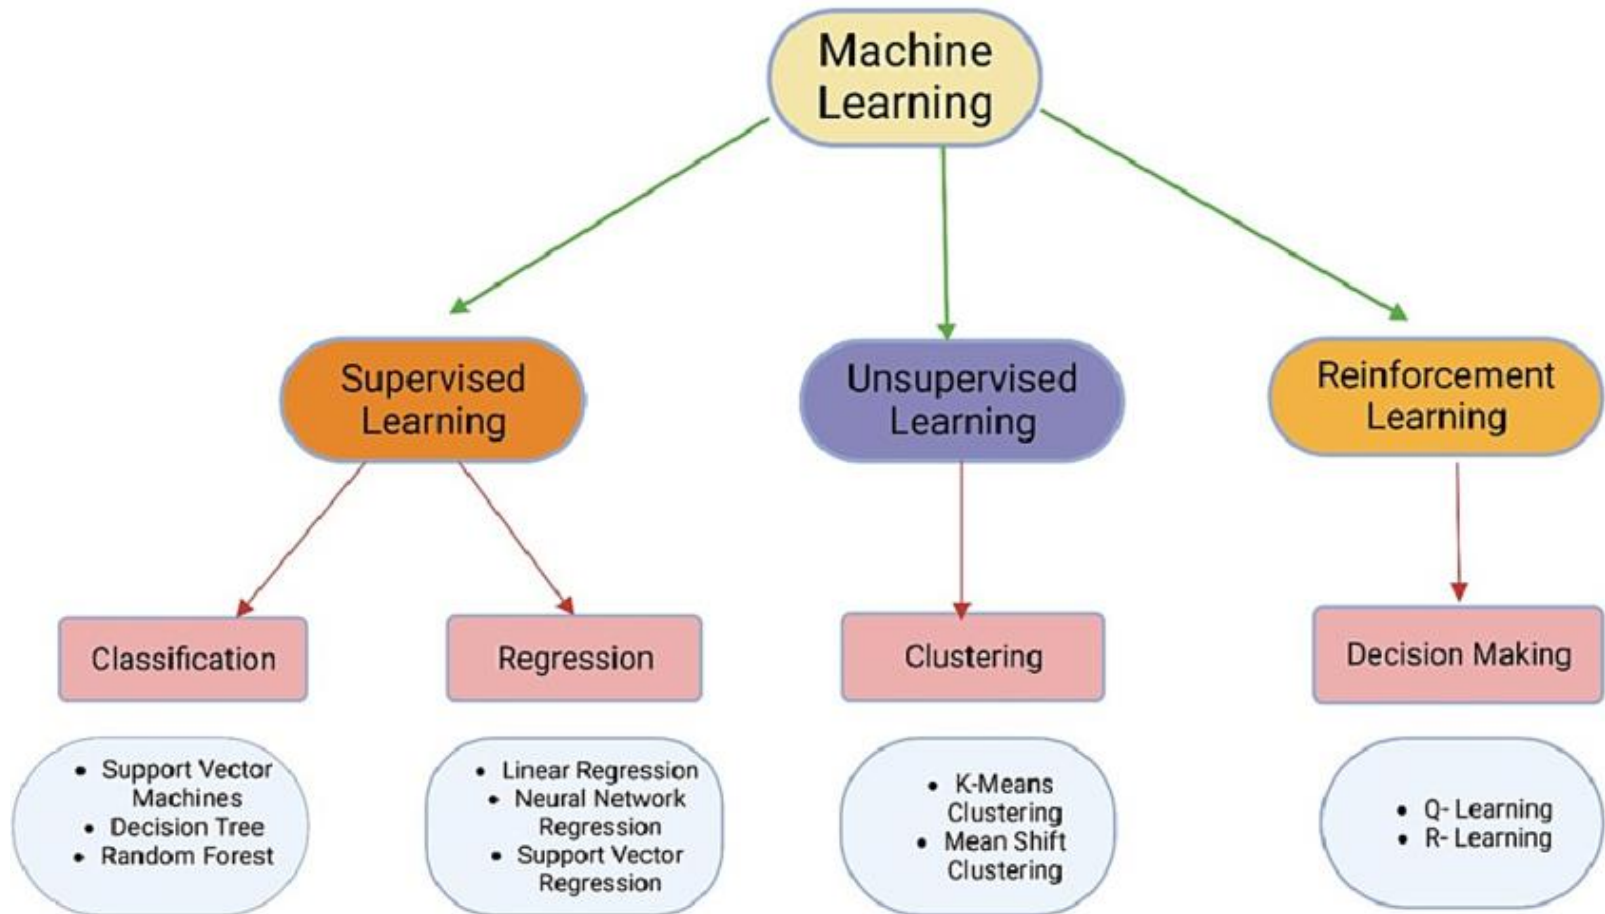 Machine
Learning
Supervised
Learning
Unsupervised
Learning
Reinforcement
Learning
Classification
Regression
Clustering
Decision Making
• Support Vector
Machines
• Decision Tree
• Random Forest
• Linear Regression
• Neural Network
Regression
• Support Vector
Regression
• K-Means
Clustering
• Mean Shift
Clustering
• Q- Learning
• R- Learning